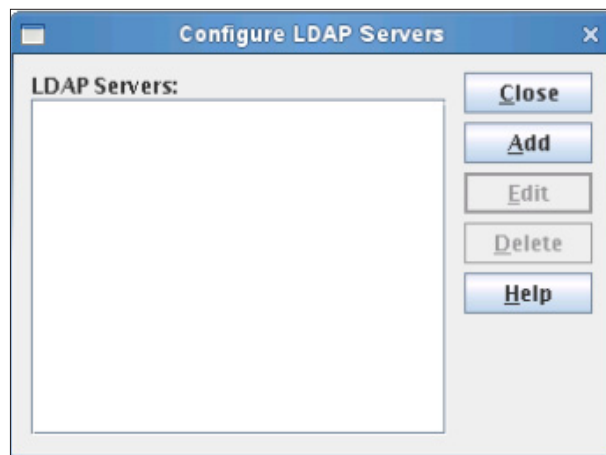 Configure LDAP Servers
LDAP Servers:
Close
Add
Edit
Delete
Help